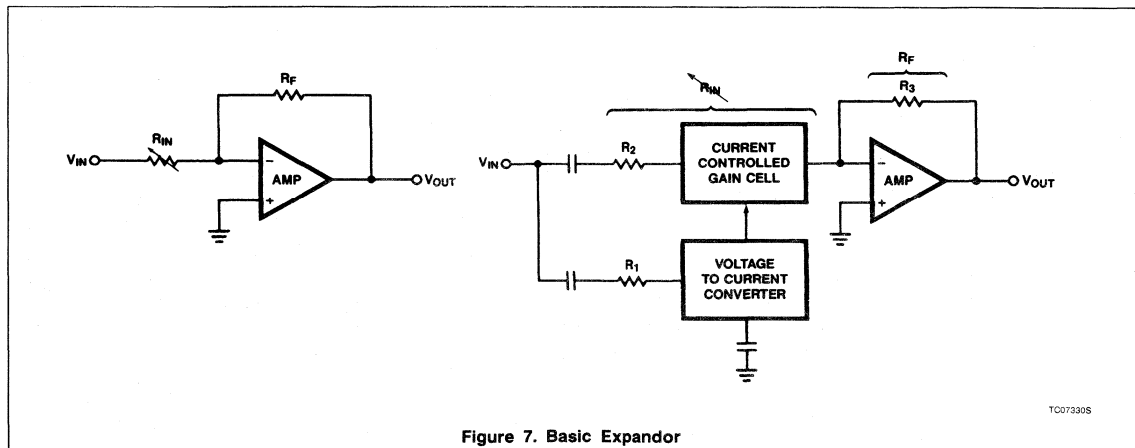 RF
RIN
VIN
AMP
−
+
VOUT
RIN
RF
R3
VIN
R2
CURRENT
CONTROLLED
GAIN CELL
−
AMP
+
VOUT
R1
VOLTAGE
TO CURRENT
CONVERTER
TC07330S
Figure 7. Basic Expandor